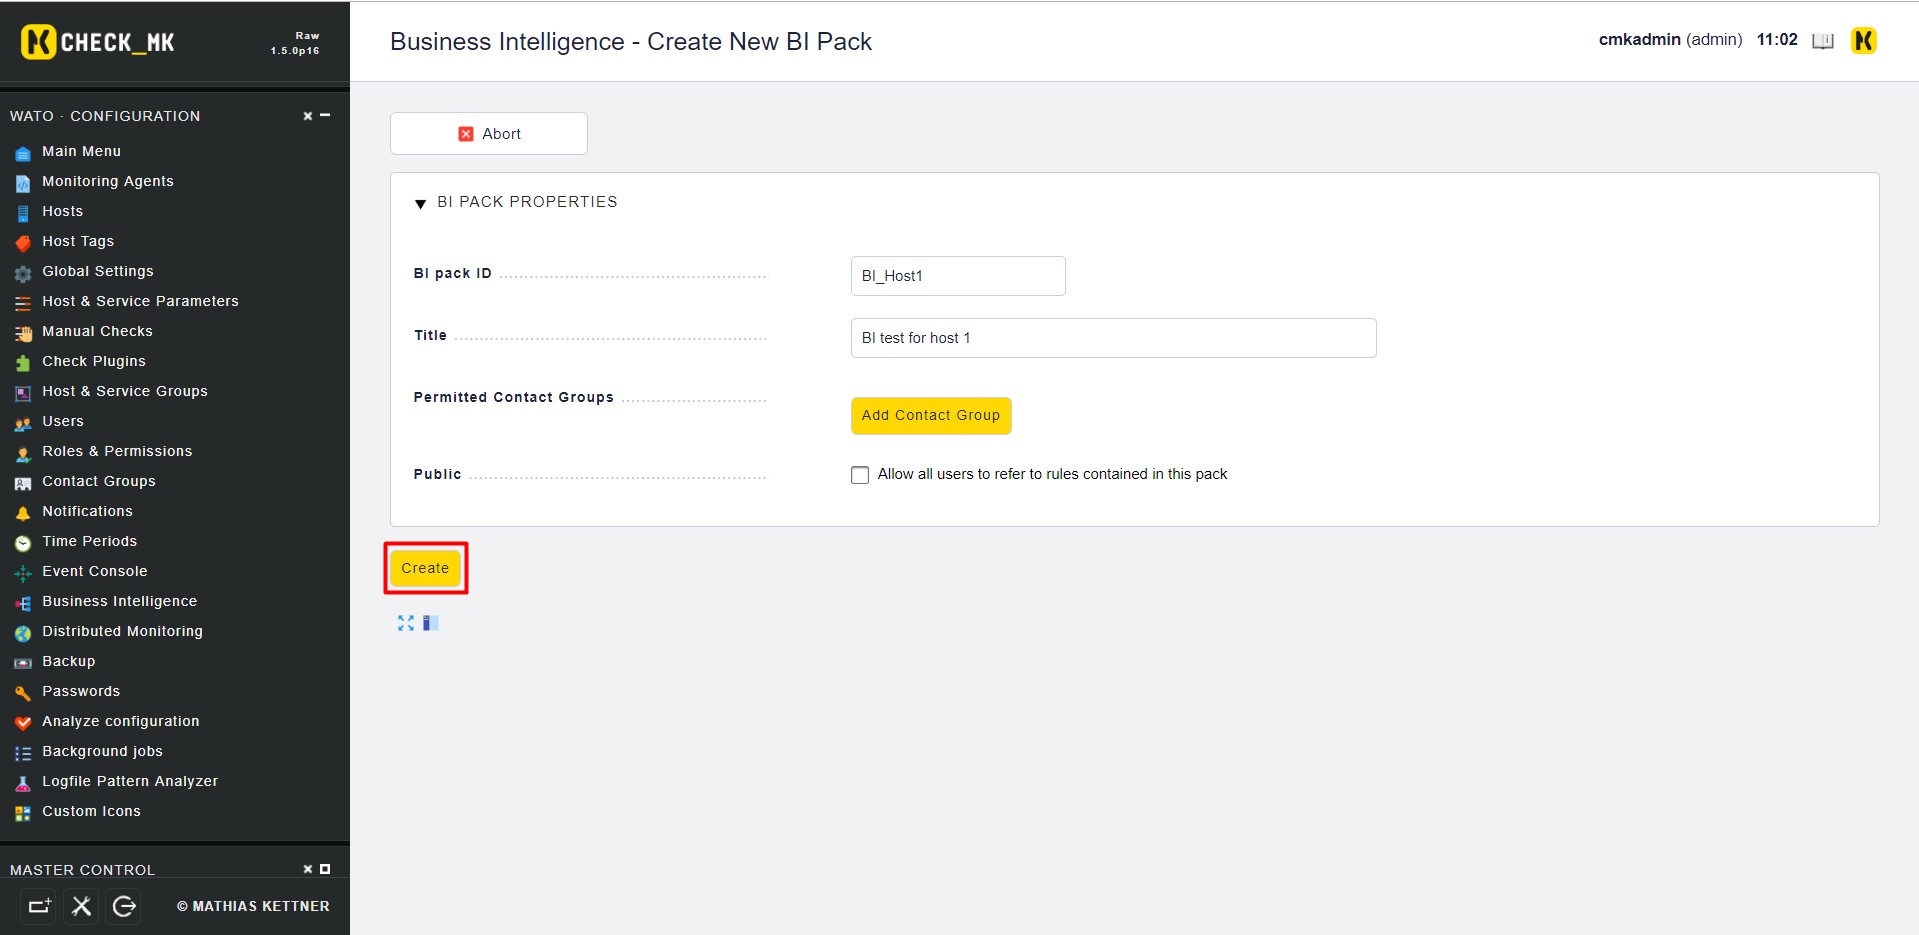 CHECK_MK
Raw
1.5.0p16
Business Intelligence - Create New BI Pack
cmkadmin (admin) 11:02
WATO · CONFIGURATION
Main Menu
Monitoring Agents
Hosts
Host Tags
Global Settings
Host & Service Parameters
Manual Checks
Check Plugins
Host & Service Groups
Users
Roles & Permissions
Contact Groups
Notifications
Time Periods
Event Console
Business Intelligence
Distributed Monitoring
Backup
Passwords
Analyze configuration
Background jobs
Logfile Pattern Analyzer
Custom Icons
MASTER CONTROL
© MATHIAS KETTNER
Abort
BI PACK PROPERTIES
BI pack ID BI_Host1
Title BI test for host 1
Permitted Contact Groups Add Contact Group
Public Allow all users to refer to rules contained in this pack
Create